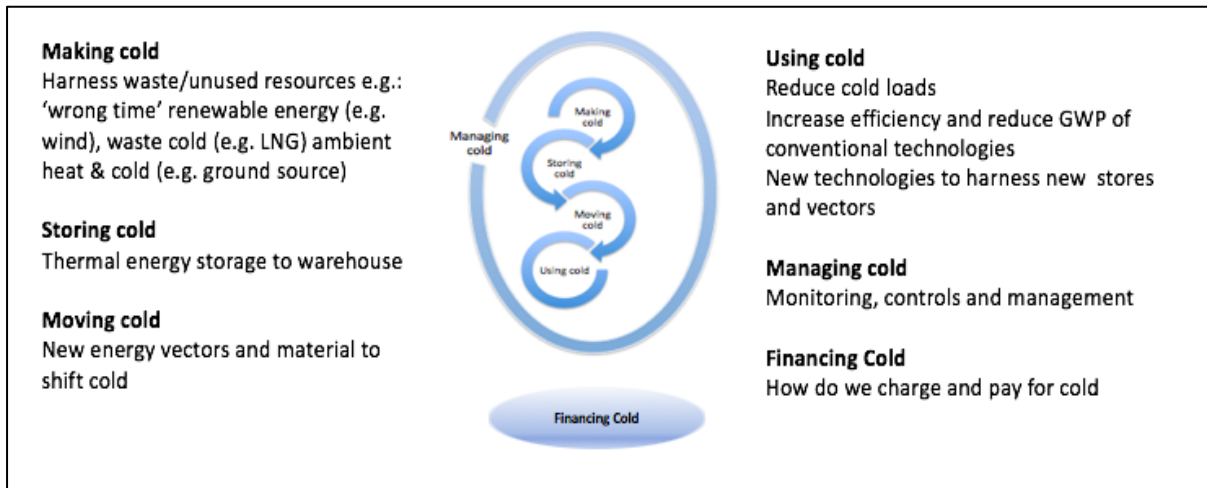 Making cold
Harness waste/unused resources e.g.:
‘wrong time’ renewable energy (e.g.
wind), waste cold (e.g. LNG) ambient
heat & cold (e.g. ground source)
Storing cold
Thermal energy storage to warehouse
Moving cold
New energy vectors and material to
shift cold
Managing
cold
Making
cold
Storing
cold
Moving
cold
Using cold
Financing Cold
Using cold
Reduce cold loads
Increase efficiency and reduce GWP of
conventional technologies
New technologies to harness new stores
and vectors
Managing cold
Monitoring, controls and management
Financing Cold
How do we charge and pay for cold